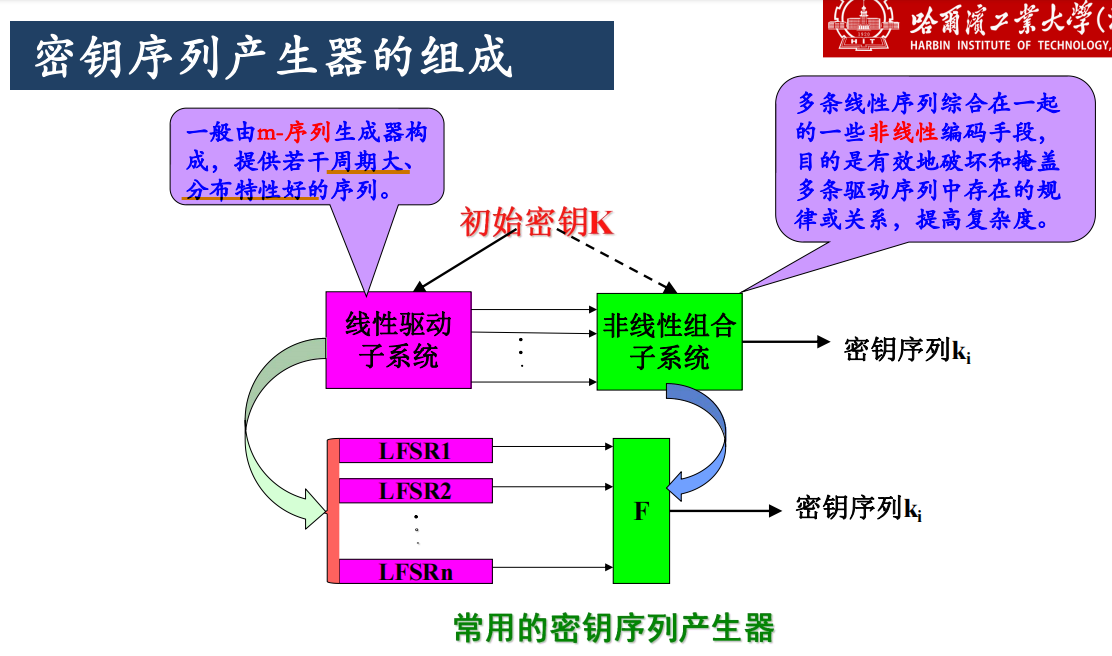 哈爾濱工業大學(
HARBIN INSTITUTE OF TECHNOLOGY,
HIT
密钥序列产生器的组成
一般由m-序列生成器构
成，提供若干周期大、
分布特性好的序列。
多条线性序列综合在一起
的一些非线性编码手段，
目的是有效地破坏和掩盖
多条驱动序列中存在的规
律或关系，提高复杂度。
初始密钥K
线性驱动
子系统
非线性组合
子系统
密钥序列ki
LFSR1
LFSR2
LFSRn
F
密钥序列ki
常用的密钥序列产生器